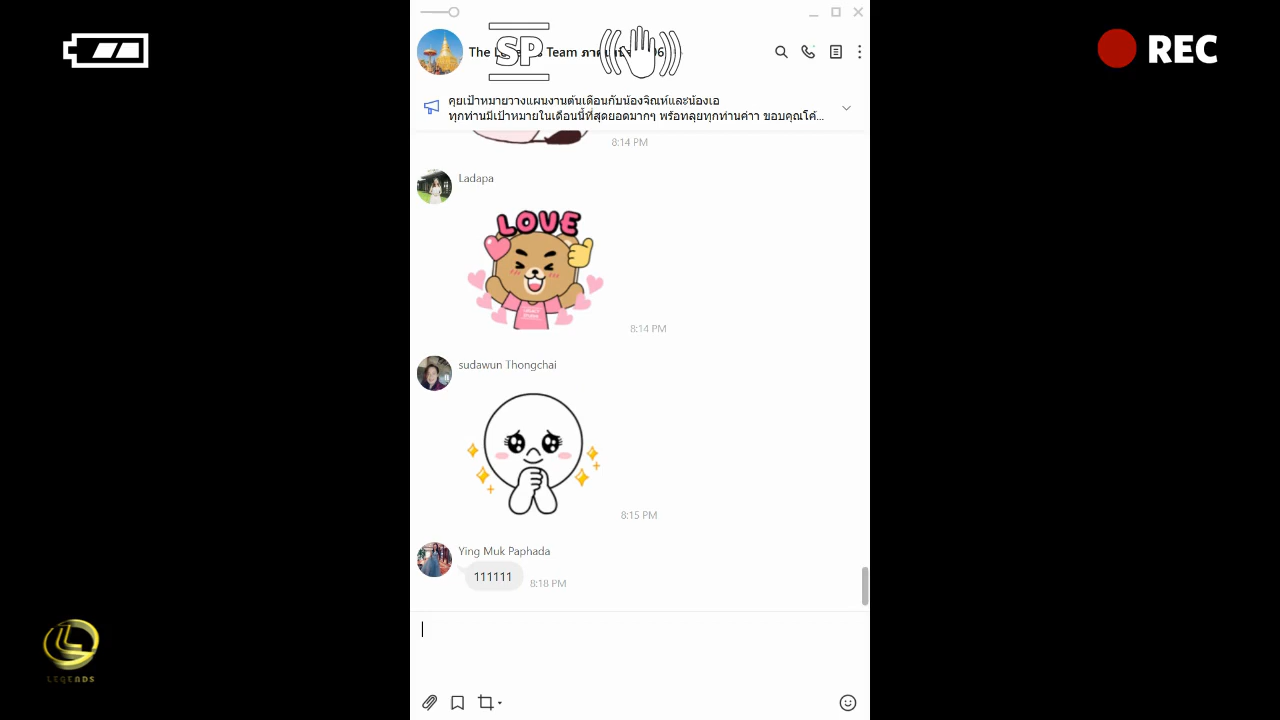 SP
The Team
คุยเป้าหมายวางแผนงานต้นเดือนกับน้องจิณห์และน้องเอ
ทุกท่านมีเป้าหมายในเดือนนี้ที่สุดยอดมากๆ พร้อทลุยทุกท่านค่าา ขอบคุณโค้...
REC
8:14 PM
Ladapa
LOVE
8:14 PM
sudawun Thongchai
8:15 PM
Ying Muk Paphada
111111
8:18 PM
LEGENDS